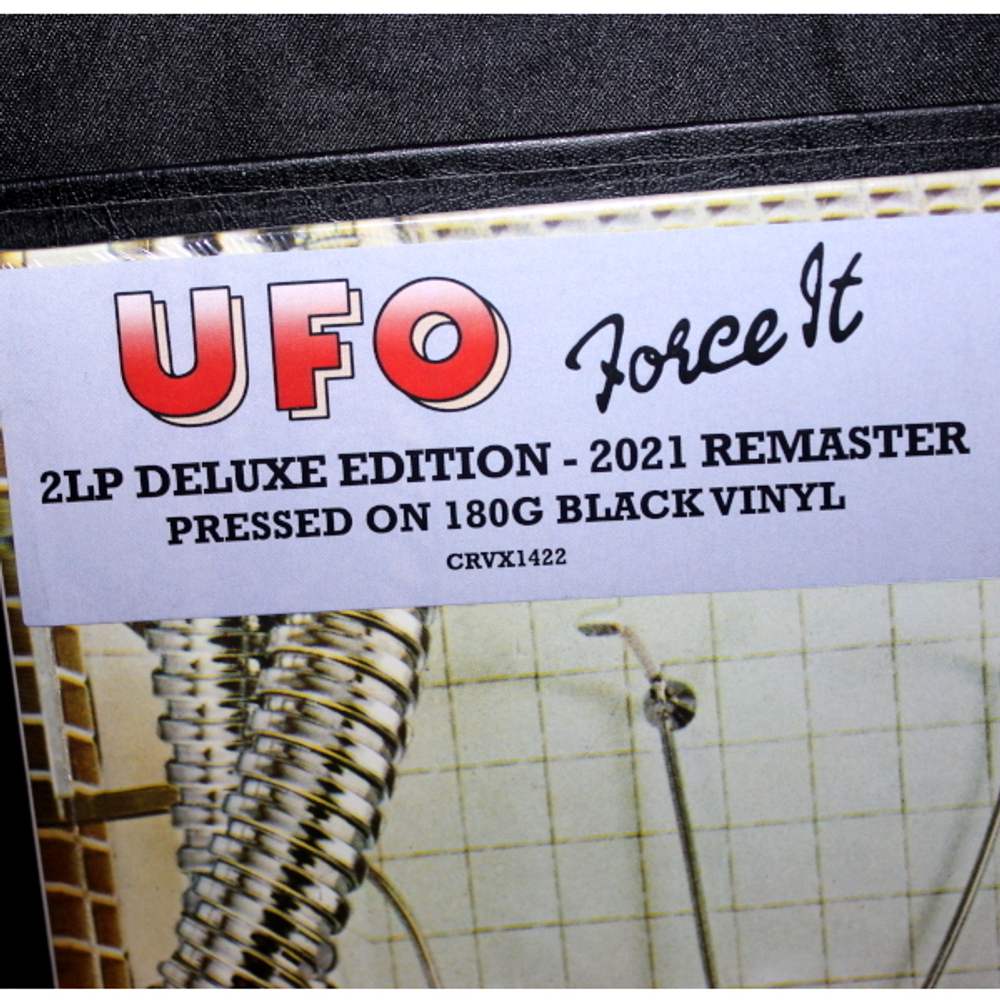 UFO Force It
2LP DELUXE EDITION - 2021 REMASTER
PRESSED ON 180G BLACK VINYL
CRVX1422